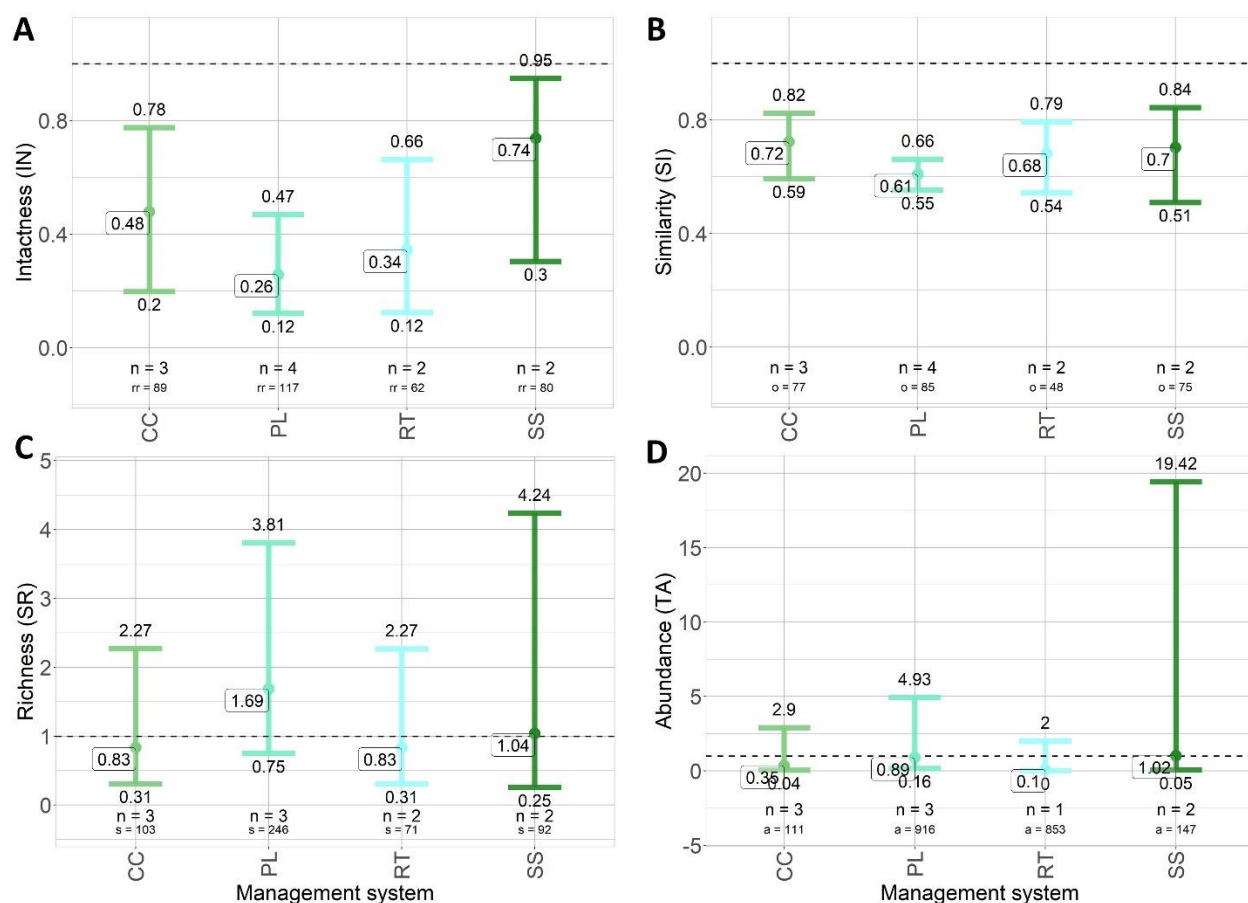 A
Intactness (IN)
0.8
0.4
0.0
0.78
0.48
0.2
0.47
0.26
0.12
0.66
0.34
0.12
0.95
0.74
0.3
n = 3
n = 4
n = 2
n = 2
rr = 89
rr = 117
rr = 62
rr = 80
CC
PL
RT
SS
B
Similarity (SI)
0.8
0.4
0.0
0.82
0.72
0.59
0.66
0.61
0.55
0.79
0.68
0.54
0.84
0.7
0.51
n = 3
n = 4
n = 2
n = 2
o = 77
o = 85
o = 48
o = 75
CC
PL
RT
SS
C
Richness (SR)
5
4
3
2
1
0
2.27
0.83
0.31
3.81
1.69
0.75
2.27
0.83
0.31
4.24
1.04
0.25
n = 3
n = 3
n = 2
n = 2
s = 103
s = 246
s = 71
s = 92
CC
PL
RT
SS
Management system
D
Abundance (TA)
20
15
10
5
0
-5
2.9
0.35
0.04
4.93
0.89
0.16
2
0.10
19.42
1.02
0.05
n = 3
n = 3
n = 1
n = 2
a = 111
a = 916
a = 853
a = 147
CC
PL
RT
SS
Management system